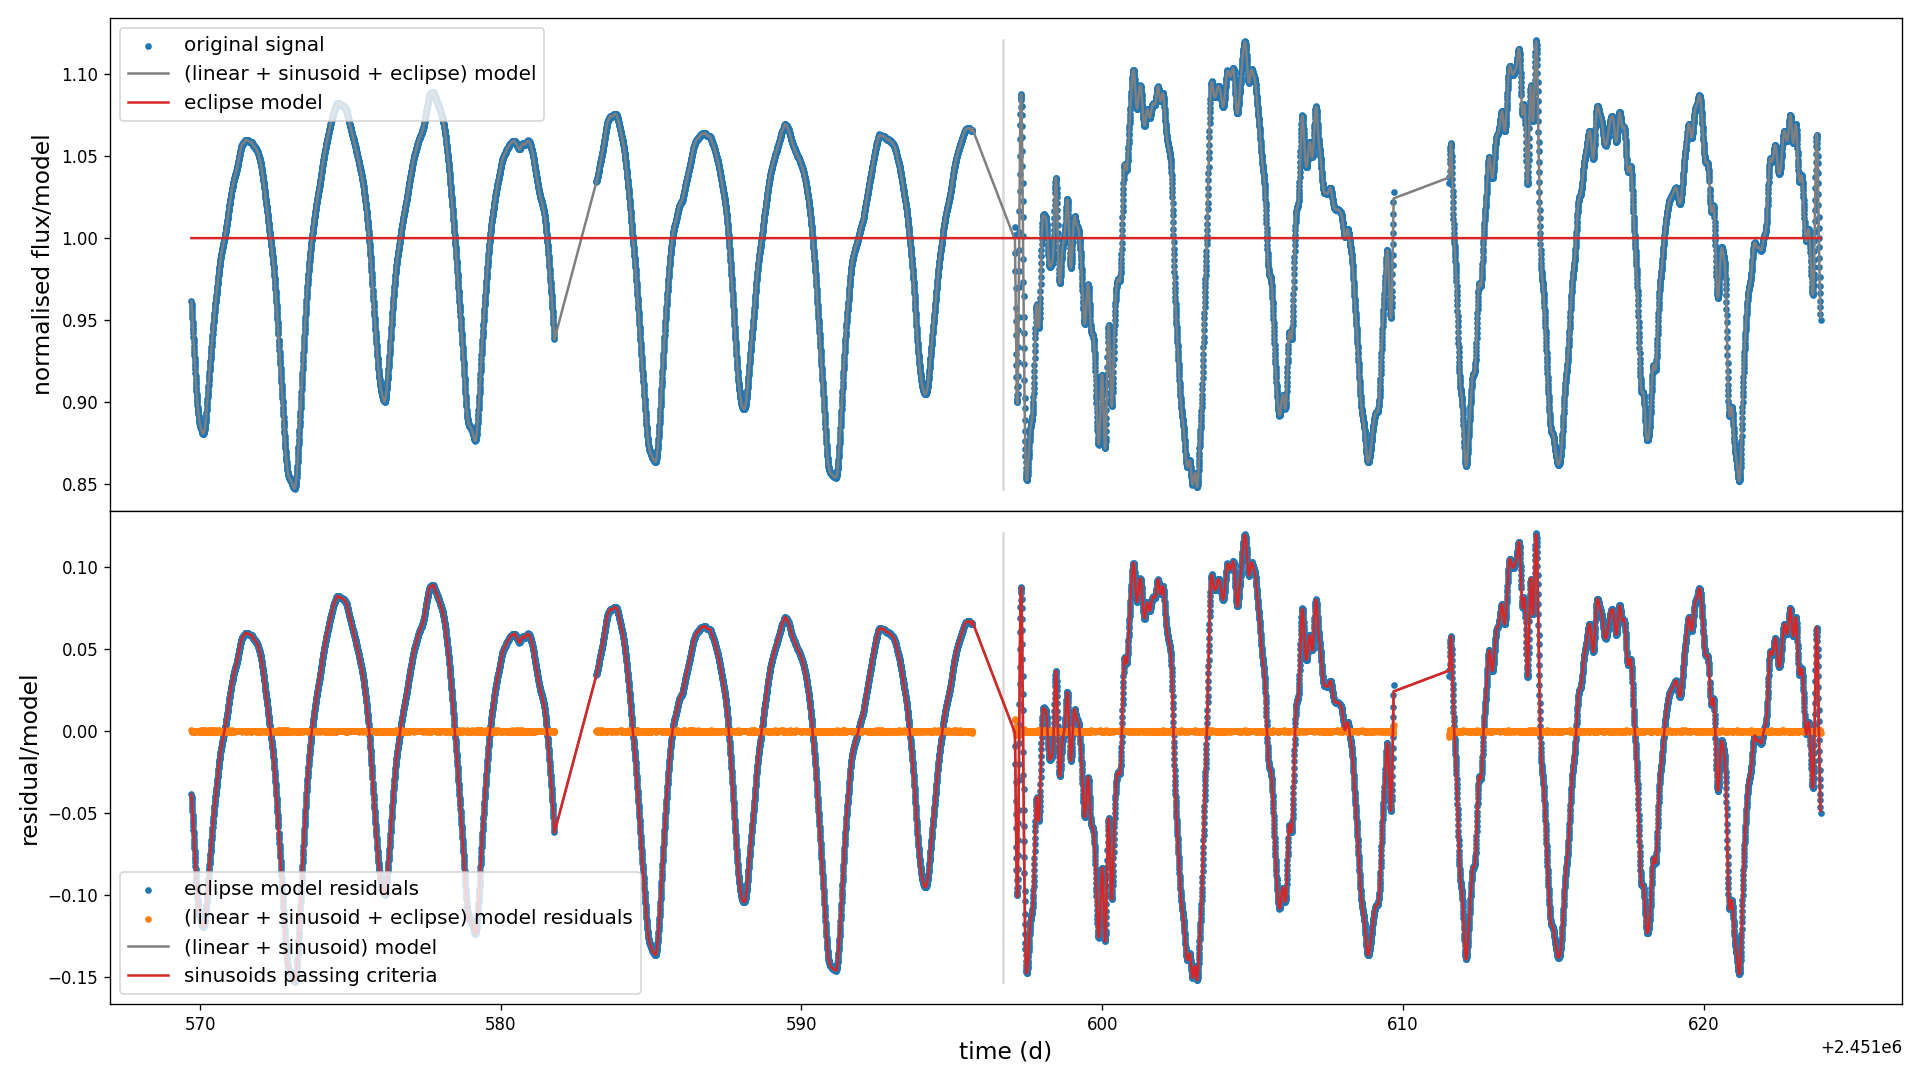 original signal
(linear + sinusoid + eclipse) model
eclipse model
normalised flux/model
1.10
1.05
1.00
0.95
0.90
0.85
residual/model
0.10
0.05
0.00
−0.05
−0.10
−0.15
eclipse model residuals
(linear + sinusoid + eclipse) model residuals
(linear + sinusoid) model
sinusoids passing criteria
570
580
590
600
610
620
time (d)
+2.451e6